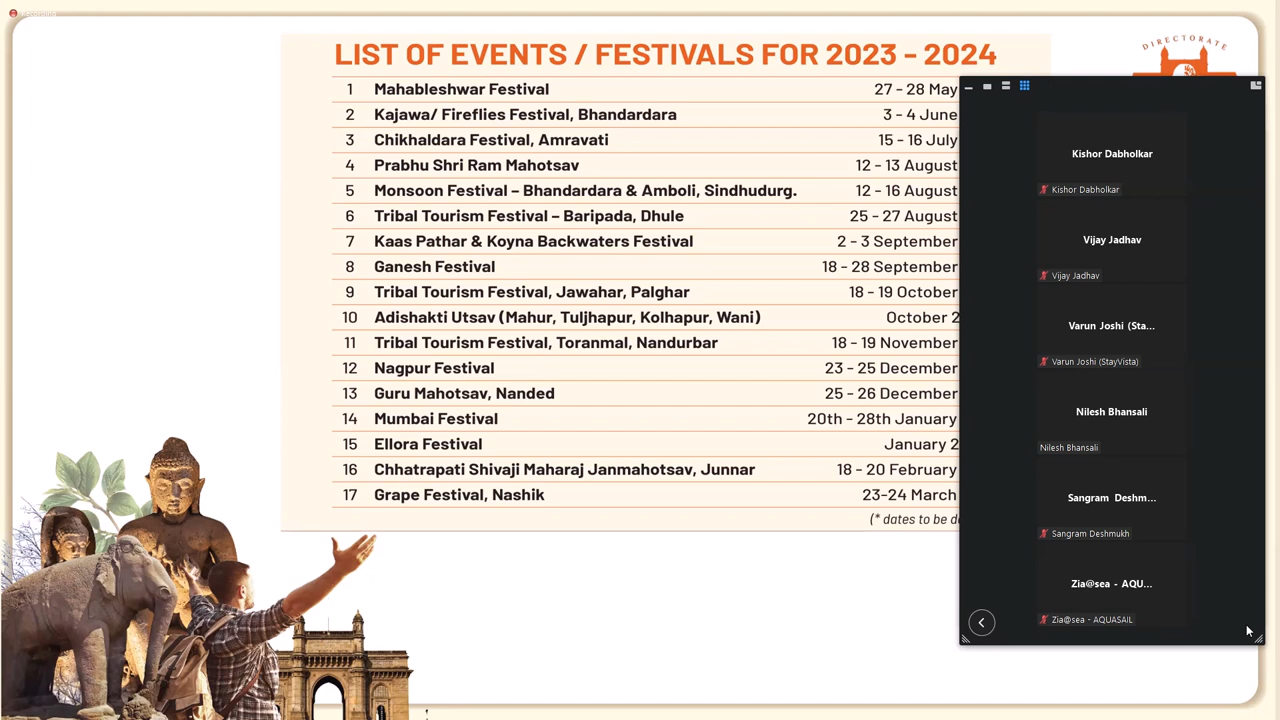 Recording
LIST OF EVENTS / FESTIVALS FOR 2023 - 2024
DIRECTORATE
1 Mahableshwar Festival 27 - 28 May
2 Kajawa/ Fireflies Festival, Bhandardara 3 - 4 June
3 Chikhaldara Festival, Amravati 15 - 16 July
4 Prabhu Shri Ram Mahotsav 12 - 13 August
5 Monsoon Festival – Bhandardara & Amboli, Sindhudurg. 12 - 16 August
6 Tribal Tourism Festival – Baripada, Dhule 25 - 27 August
7 Kaas Pathar & Koyna Backwaters Festival 2 - 3 September
8 Ganesh Festival 18 - 28 September
9 Tribal Tourism Festival, Jawahar, Palghar 18 - 19 October
10 Adishakti Utsav (Mahur, Tuljhapur, Kolhapur, Wani) October 2
11 Tribal Tourism Festival, Toranmal, Nandurbar 18 - 19 November
12 Nagpur Festival 23 - 25 December
13 Guru Mahotsav, Nanded 25 - 26 December
14 Mumbai Festival 20th - 28th January
15 Ellora Festival January 2
16 Chhatrapati Shivaji Maharaj Janmahotsav, Junnar 18 - 20 February
17 Grape Festival, Nashik 23-24 March
(* dates to be d
Kishor Dabholkar
Kishor Dabholkar
Vijay Jadhav
Vijay Jadhav
Varun Joshi (Sta...
Varun Joshi (StayVista)
Nilesh Bhansali
Nilesh Bhansali
Sangram Deshm...
Sangram Deshmukh
Zia@sea - AQU...
Zia@sea - AQUASAIL